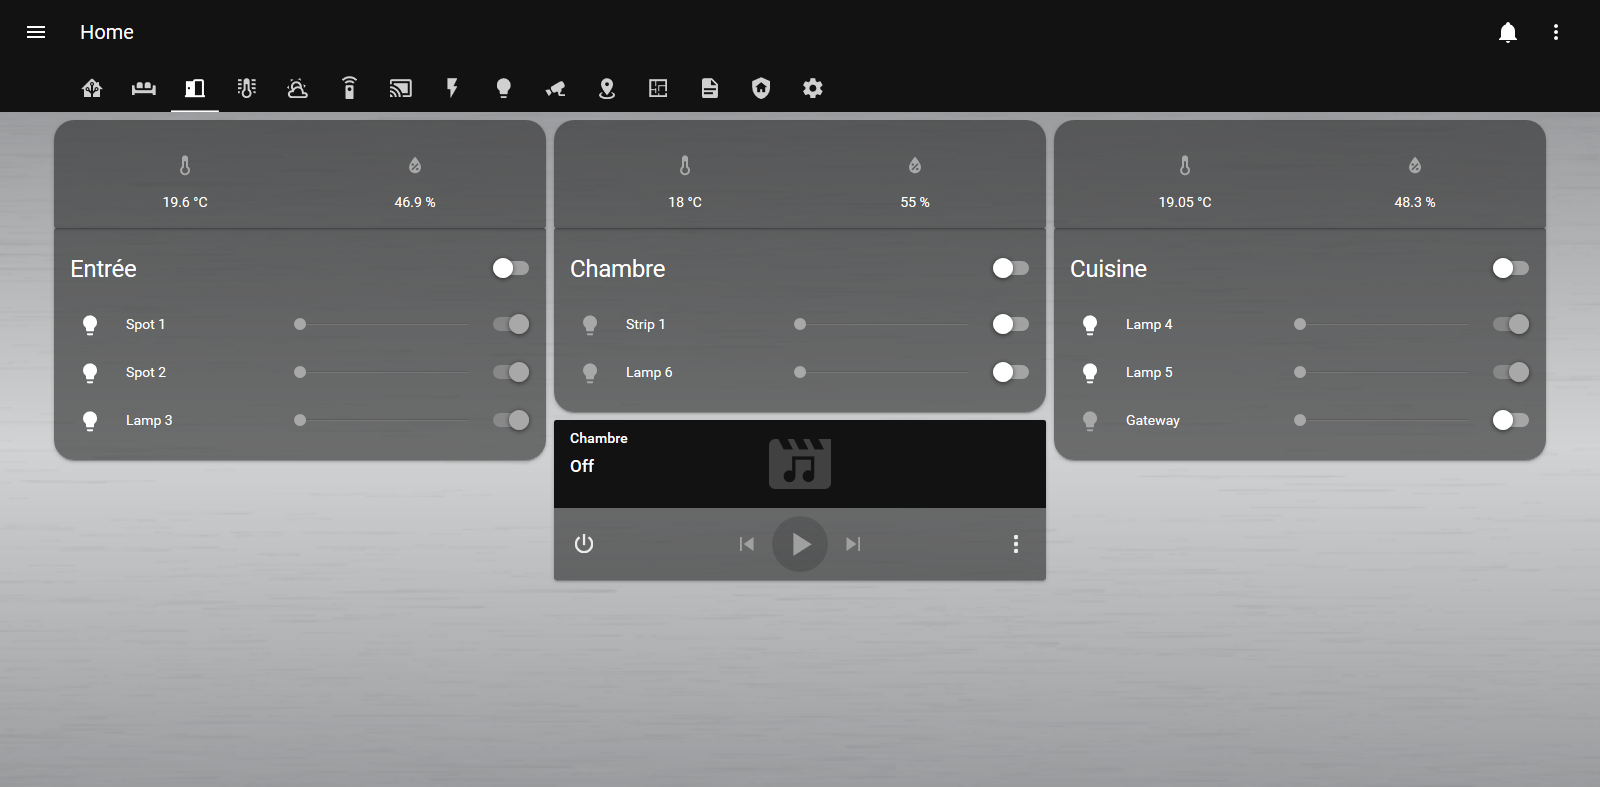 Home
19.6 °C
46.9 %
Entrée
Spot 1
Spot 2
Lamp 3
18 °C
55 %
Chambre
Strip 1
Lamp 6
Chambre
Off
19.05 °C
48.3 %
Cuisine
Lamp 4
Lamp 5
Gateway